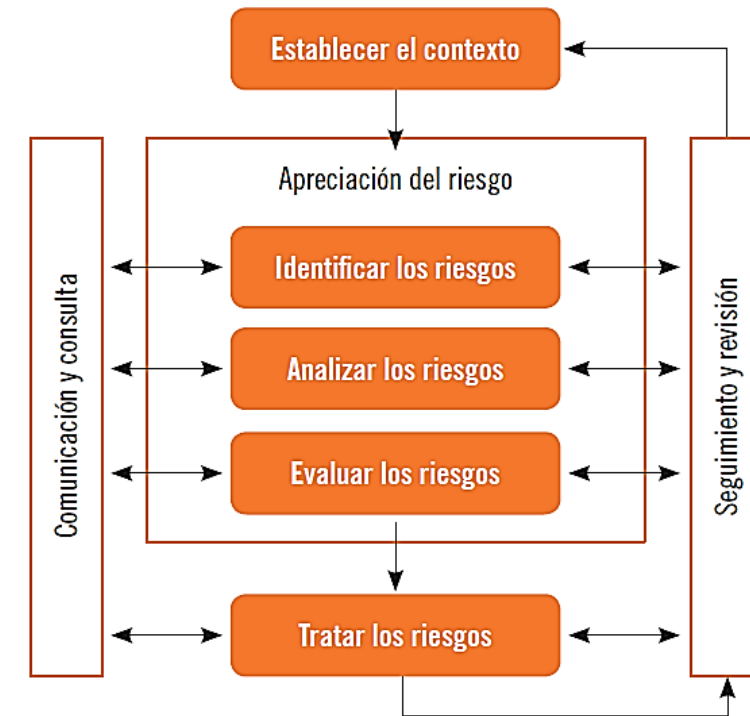 Establecer el contexto
Apreciación del riesgo
Identificar los riesgos
Analizar los riesgos
Evaluar los riesgos
Tratar los riesgos
Comunicación y consulta
Seguimiento y revisión